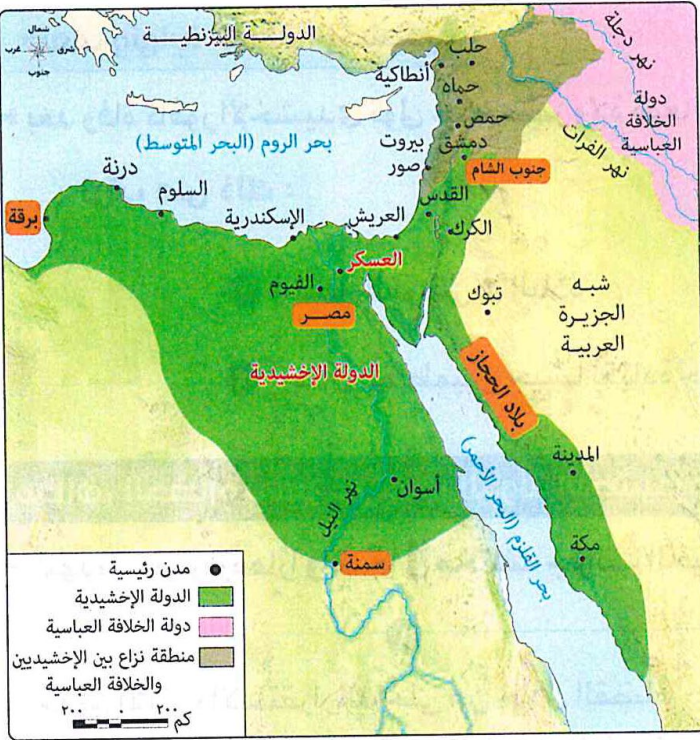 شمال
شرق
غرب
جنوب
الدولة البيزنطية
نهر دجلة
دولة
الخلافة
العباسية
نهر الفرات
حلب
أنطاكية
حماه
حمص
دمشق
جنوب الشام
بيروت
صور
القدس
الكرك
بحر الروم (البحر المتوسط)
درنة
السلوم
برقة
الإسكندرية
العريش
العسكر
الفيوم
مصر
تبوك
شبه
الجزيرة
العربية
الدولة الإخشيدية
بلاد الحجاز
المدينة
مكة
بحر القلزم (البحر الأحمر)
أسوان
نهر النيل
سمنة
مدن رئيسية
الدولة الإخشيدية
دولة الخلافة العباسية
منطقة نزاع بين الإخشيديين
والخلافة العباسية
٢٠٠ ٠ ٢٠٠
كم